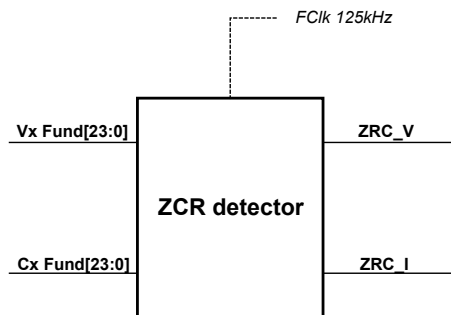 FClk 125kHz
Vx Fund[23:0]
ZRC_V
ZCR detector
Cx Fund[23:0]
ZRC_I